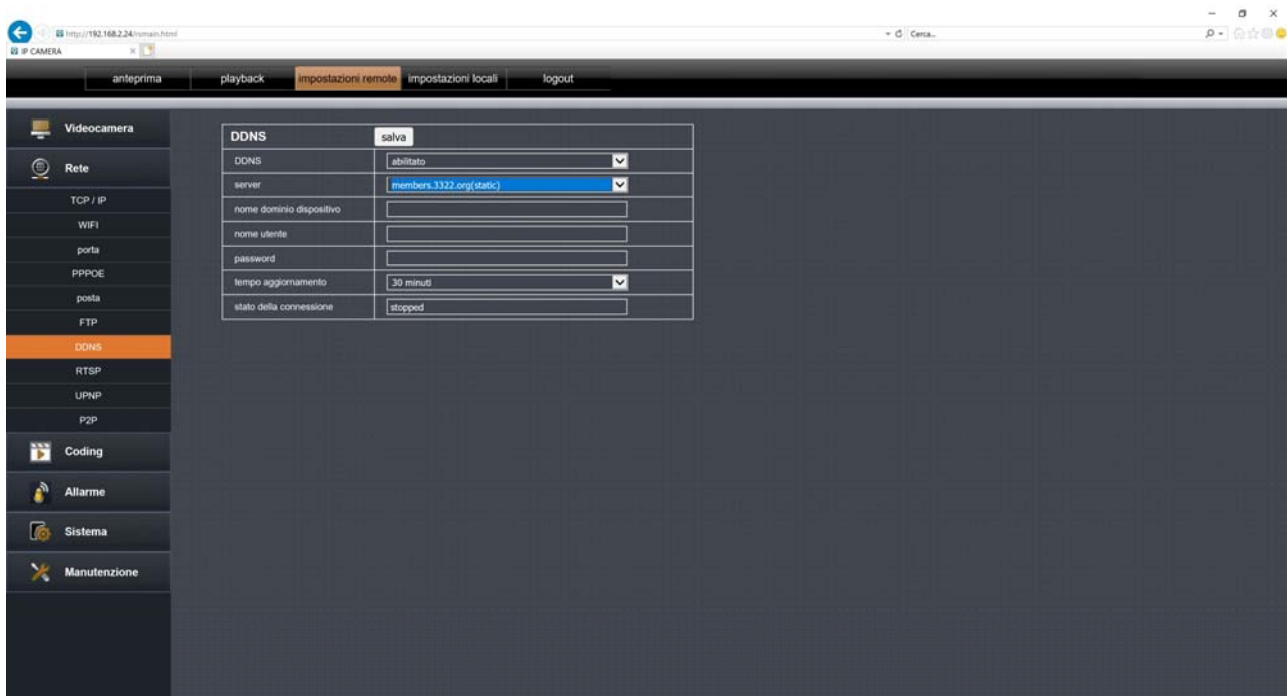 http://192.168.2.24/rsmain.html
Cerca...
IP CAMERA
anteprima playback impostazioni remote impostazioni locali logout
Videocamera
Rete
TCP / IP
WIFI
porta
PPPOE
posta
FTP
DDNS
RTSP
UPNP
P2P
Coding
Allarme
Sistema
Manutenzione
DDNS salva
DDNS abilitato
server members.3322.org(static)
nome dominio dispositivo
nome utente
password
tempo aggiornamento 30 minuti
stato della connessione stopped